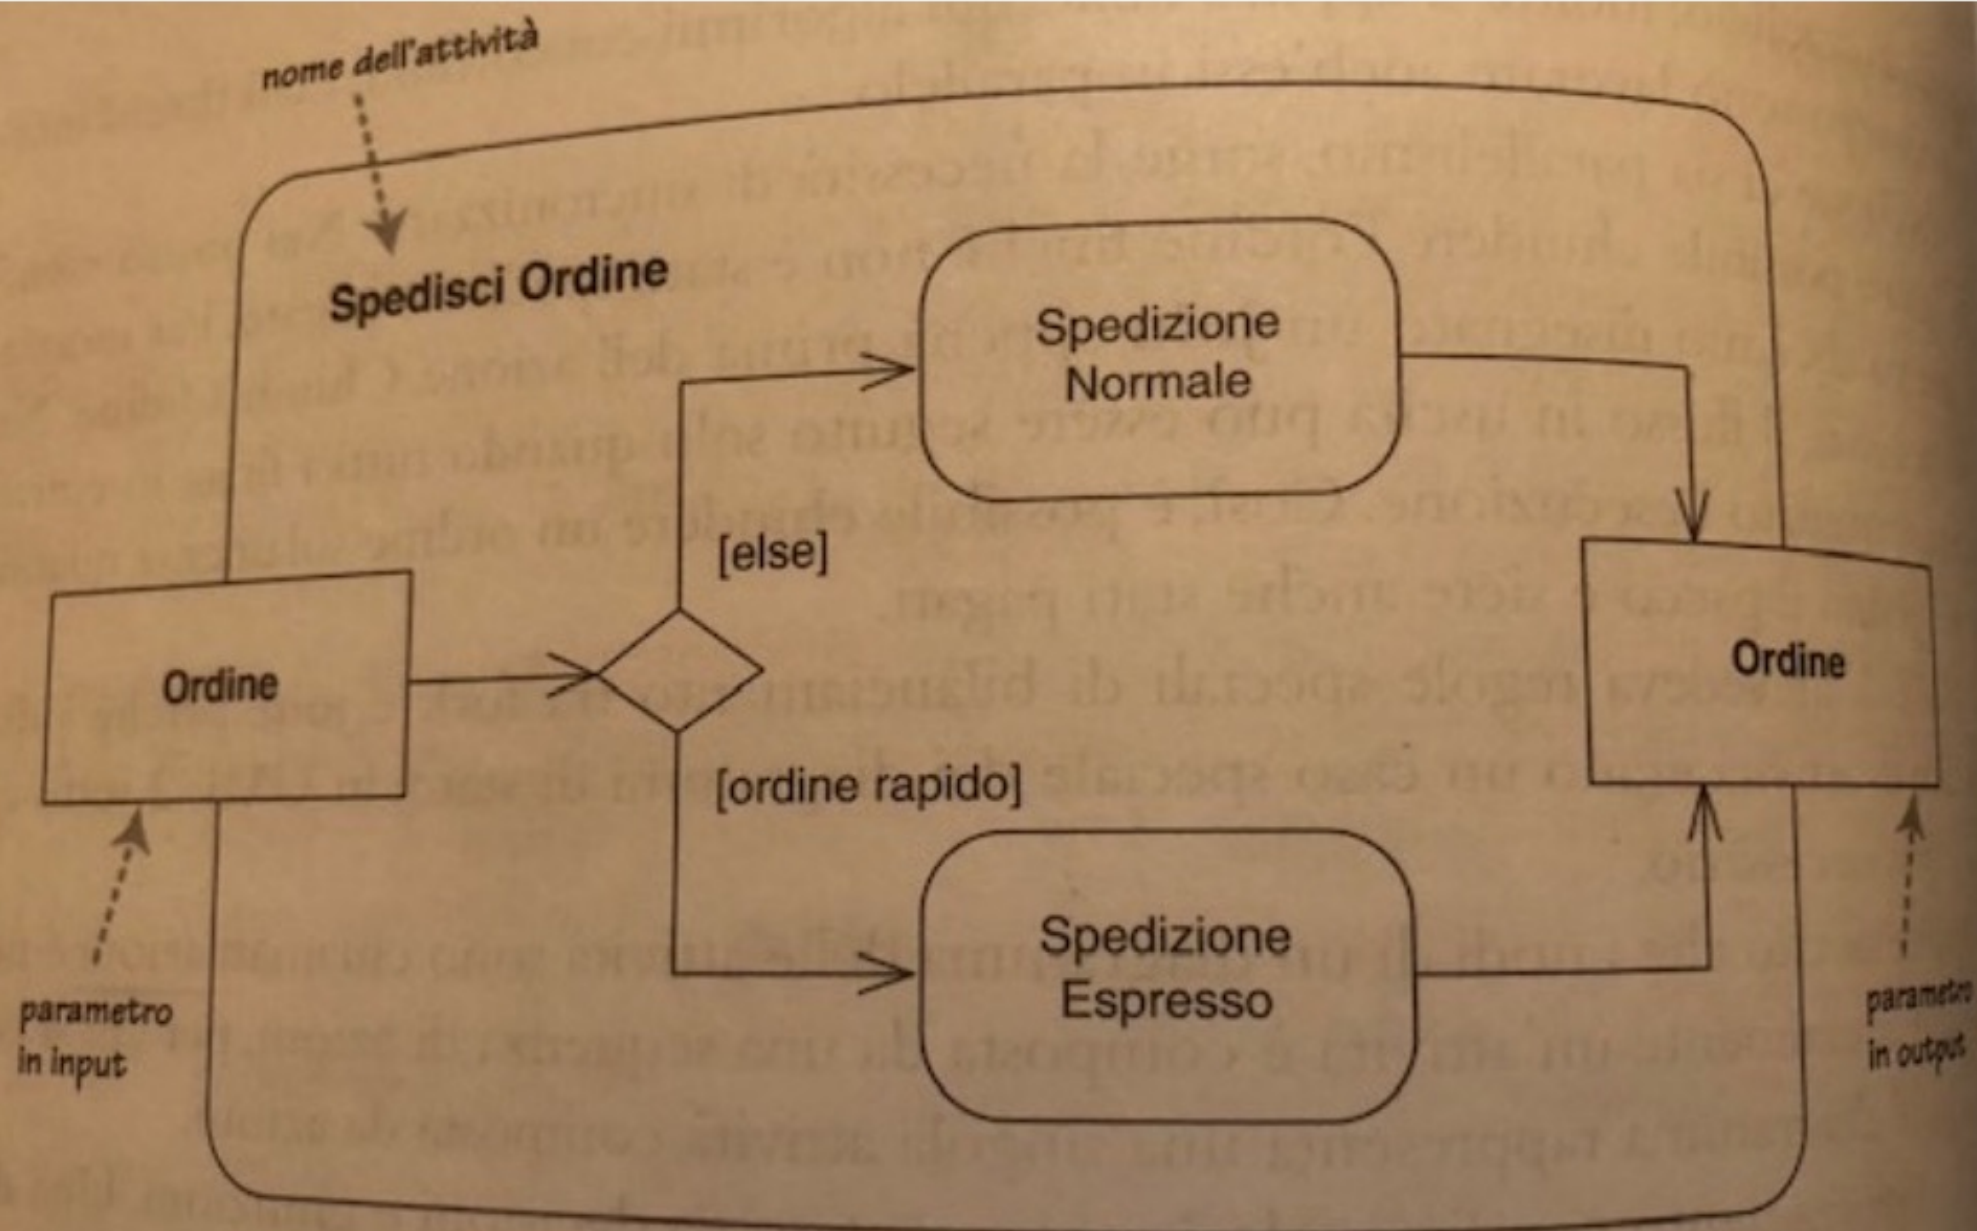 nome dell'attività
Spedisci Ordine
Spedizione
Normale
[else]
Ordine
Ordine
[ordine rapido]
Spedizione
Espresso
parametro
in input
parametro
in output